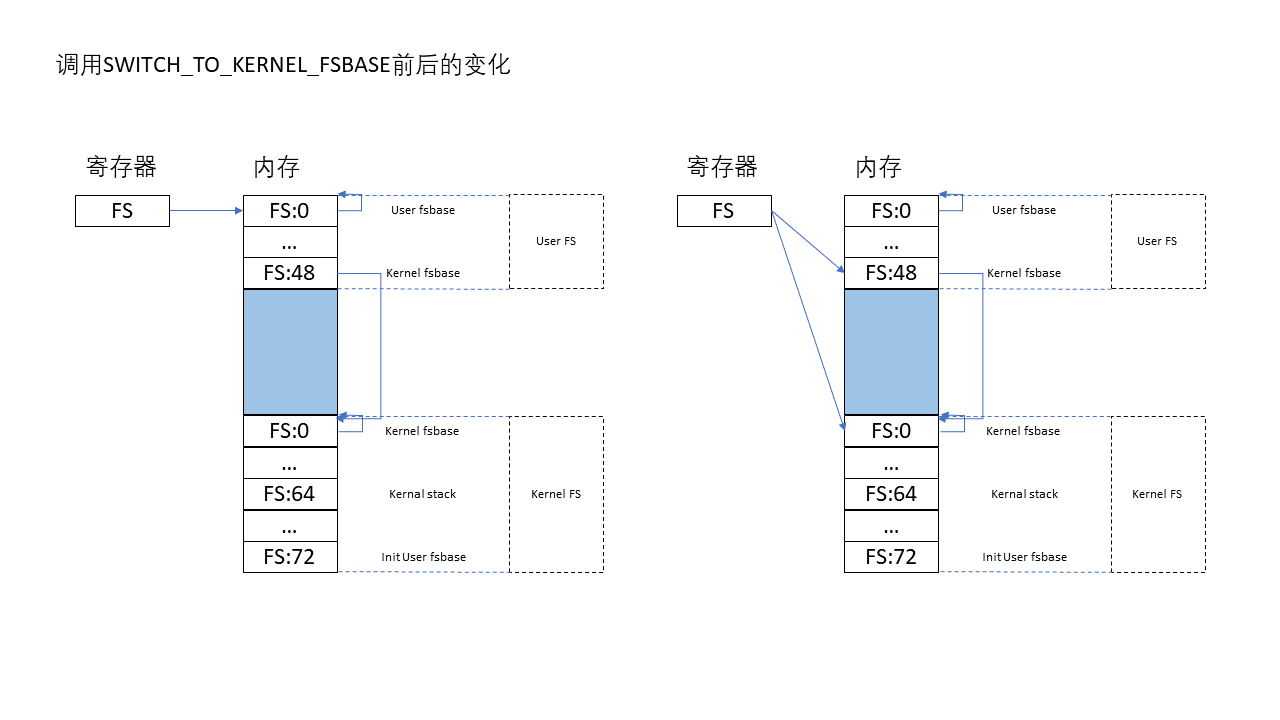 调用SWITCH_TO_KERNEL_FSBASE前后的变化
寄存器
内存
FS
FS:0
User fsbase
...
User FS
FS:48
Kernel fsbase
FS:0
Kernel fsbase
...
FS:64
Kernal stack
Kernel FS
...
FS:72
Init User fsbase
寄存器
内存
FS
FS:0
User fsbase
...
User FS
FS:48
Kernel fsbase
FS:0
Kernel fsbase
...
FS:64
Kernal stack
Kernel FS
...
FS:72
Init User fsbase